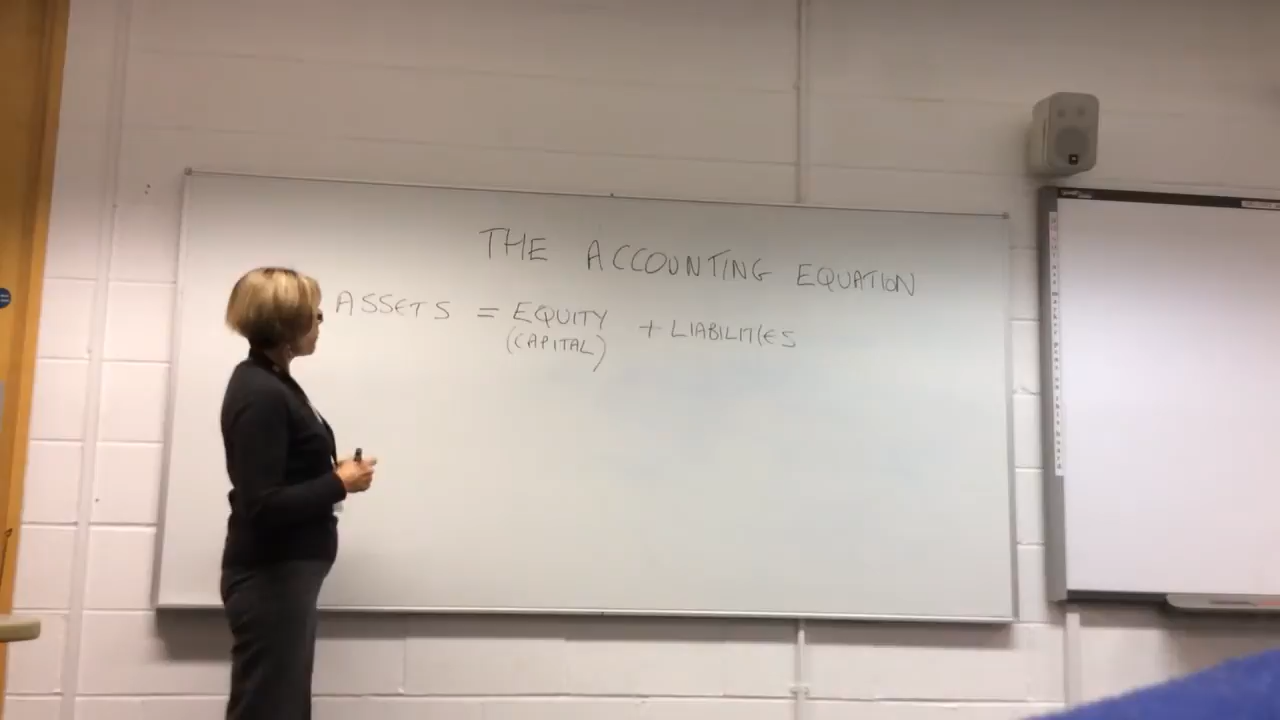 THE ACCOUNTING EQUATION
ASSETS = EQUITY + LIABILITIES
(CAPITAL)